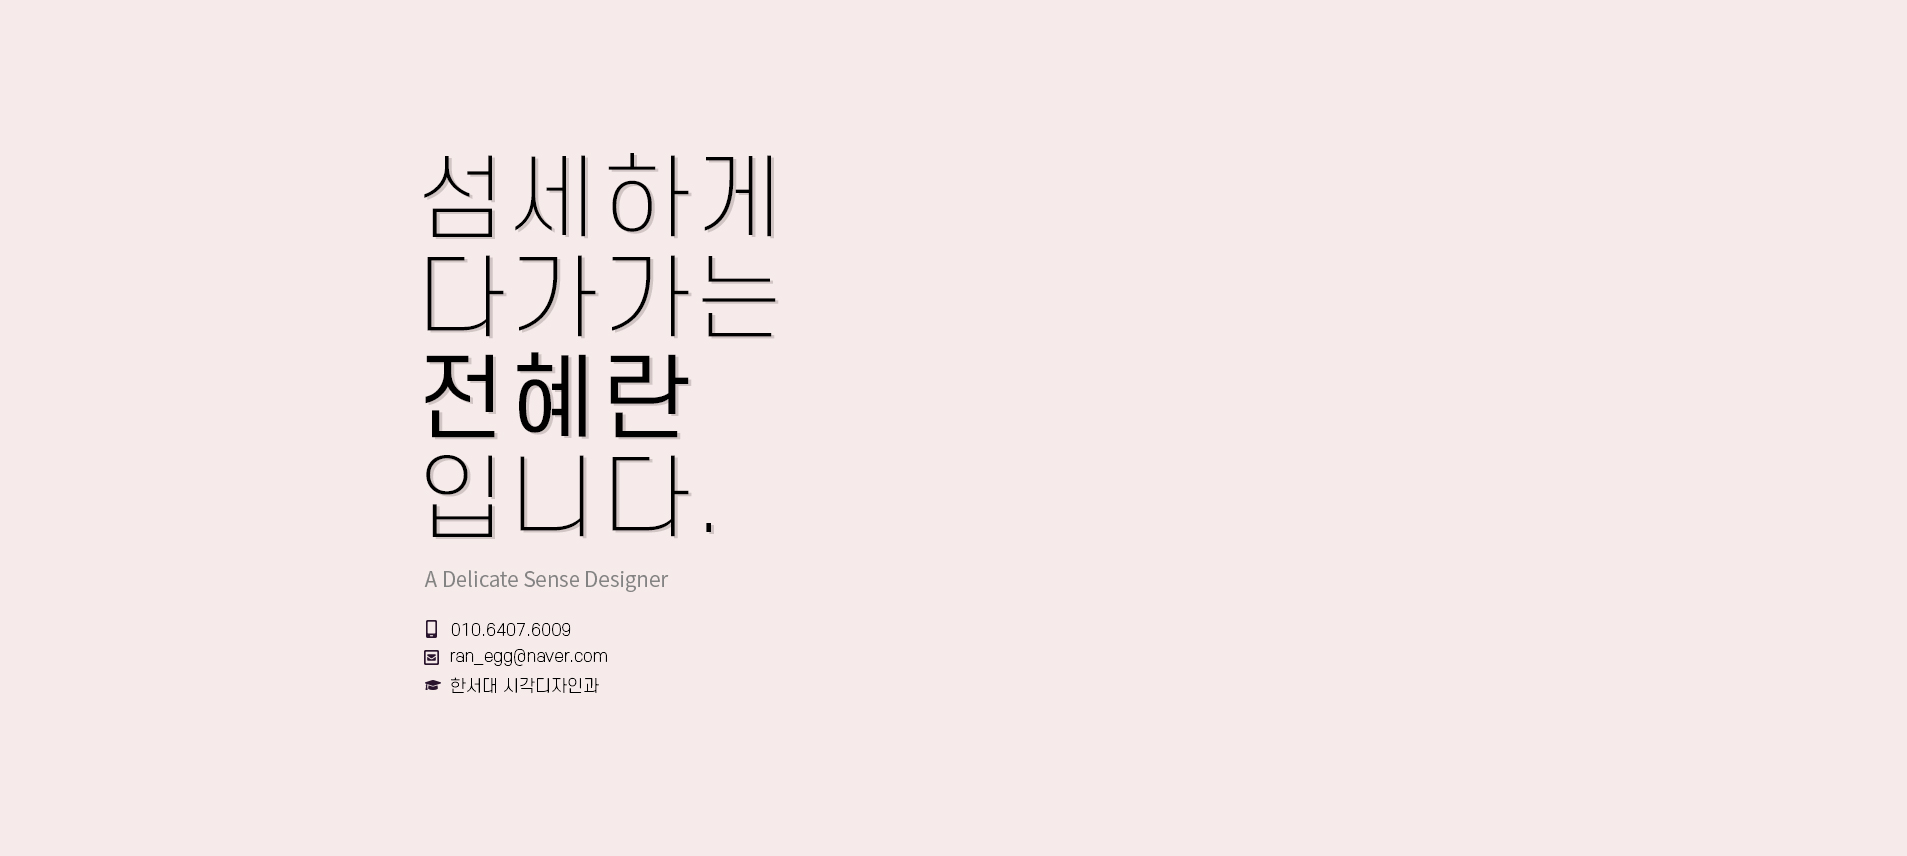 섬세하게
다가가는
전혜란
입니다.
A Delicate Sense Designer
010.6407.6009
ran_egg@naver.com
한서대 시각디자인과